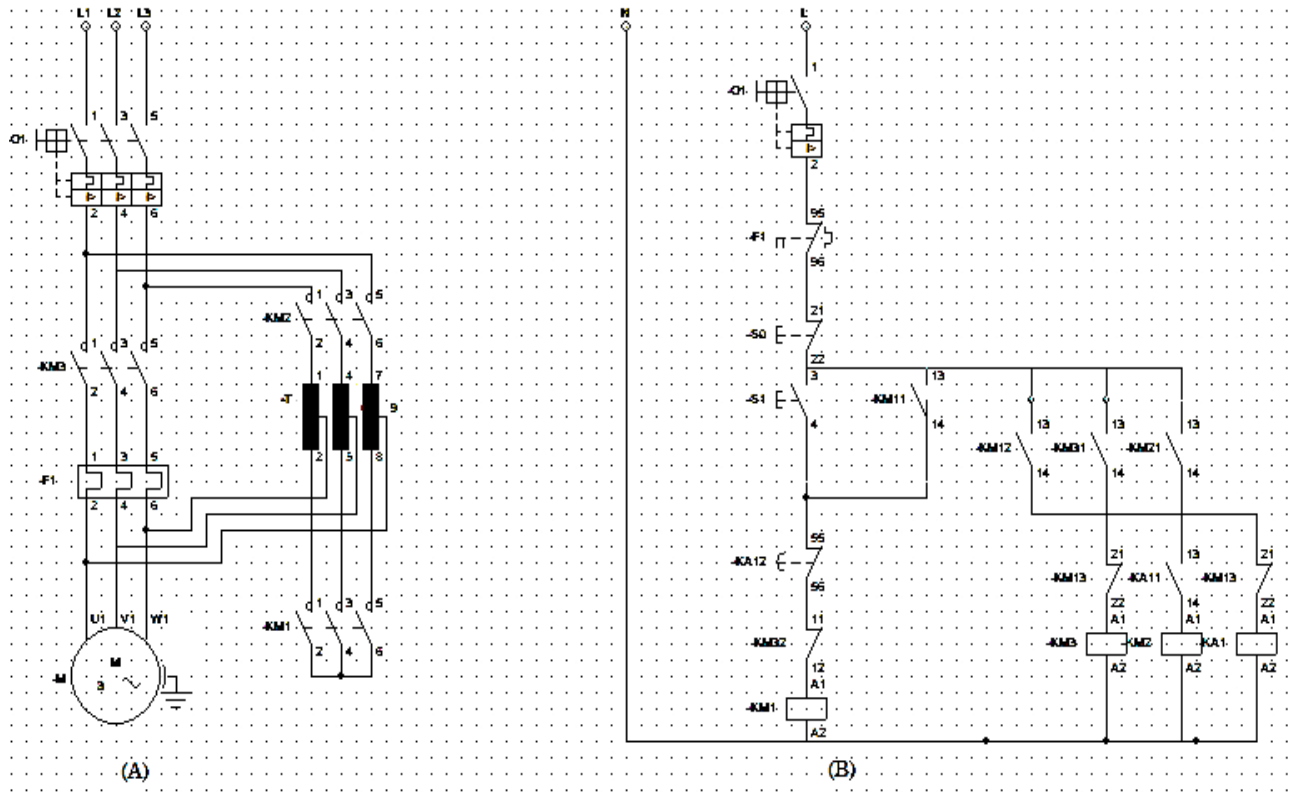 L1 L2 L3
N L
-Q1
1 3 5
2 4 6
-KM2
1 3 5
2 4 6
-KM3
1 3 5
2 4 6
-T
1 4 7
9
2 5 8
-F1
1 3 5
2 4 6
-KM1
1 3 5
2 4 6
U1 V1 W1
-M
M
3
(A)
-Q1
1
2
-F1
95
96
-S0
21
22
-S1
3
4
-KM11
13
14
-KM12
13
14
-KM31
13
14
-KM21
13
14
-KA12
55
56
-KM32
11
12
-KM1
A1
A2
-KM13
21
22
-KA11
13
14
-KM13
21
22
-KM3
A1
A2
-KM2
A1
A2
-KA1
A1
A2
(B)